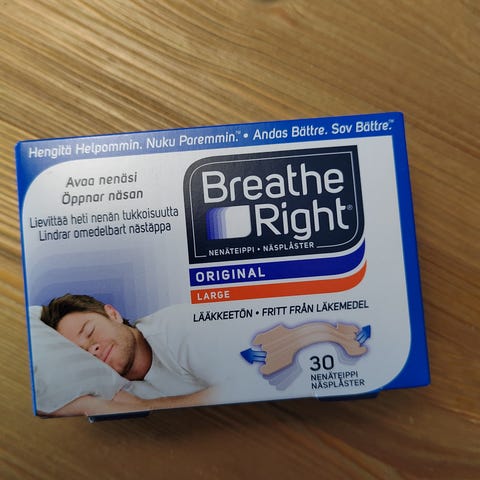 Hengitä Helpommin. Nuku Paremmin.™ • Andas Bättre. Sov Bättre.™
Avaa nenäsi
Öppnar näsan
Lievittää heti nenän tukkoisuutta
Lindrar omedelbart nästäppa
Breathe
Right®
NENÄTEIPPI • NÄSPLÅSTER
ORIGINAL
LARGE
LÄÄKKEETÖN • FRITT FRÅN LÄKEMEDEL
30
NENÄTEIPPI
NÄSPLÅSTER